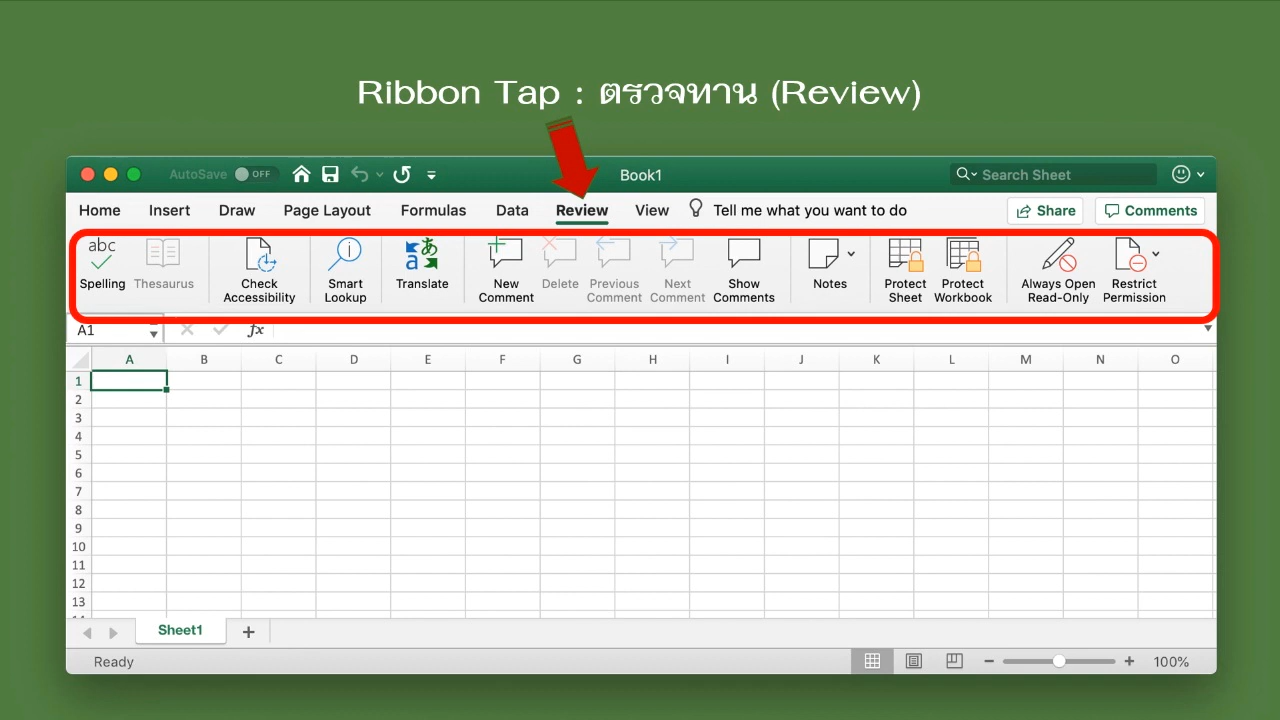 Ribbon Tap : ตรวจทาน (Review)
AutoSave OFF Book1 Search Sheet
Home Insert Draw Page Layout Formulas Data Review View Tell me what you want to do Share Comments
abc
Spelling Thesaurus Check Accessibility Smart Lookup Translate New Comment Delete Previous Comment Next Comment Show Comments Notes Protect Sheet Protect Workbook Always Open Read-Only Restrict Permission
A1 fx
A B C D E F G H I J K L M N O
1
2
3
4
5
6
7
8
9
10
11
12
13
Sheet1 +
Ready 100%